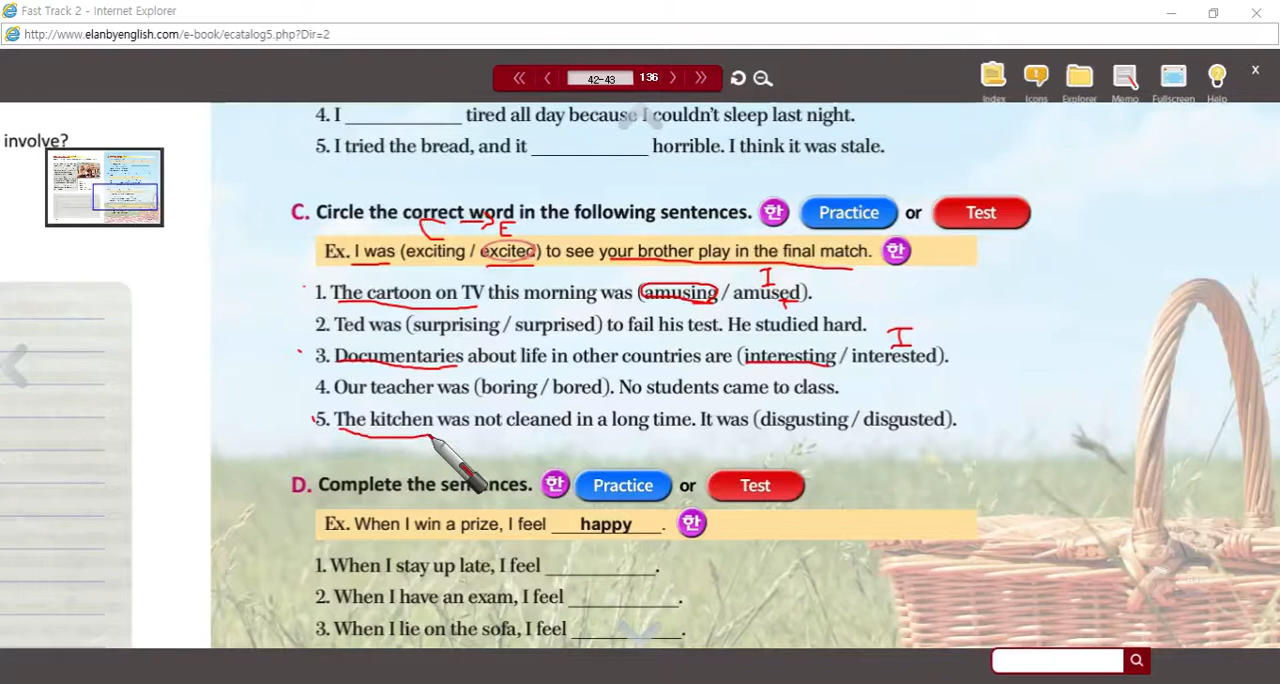 Fast Track 2 - Internet Explorer
http://www.elanbyenglish.com/e-book/ecatalog5.php?Dir=2
42-43 136
Index Icons Explorer Memo Fullscreen Help
X
involve?
4. I ____________ tired all day because I couldn't sleep last night.
5. I tried the bread, and it ____________ horrible. I think it was stale.
C. Circle the correct word in the following sentences. 한 Practice or Test
E
Ex. I was (exciting / excited) to see your brother play in the final match. 한
I
1. The cartoon on TV this morning was (amusing / amused).
2. Ted was (surprising / surprised) to fail his test. He studied hard.
I
3. Documentaries about life in other countries are (interesting / interested).
4. Our teacher was (boring / bored). No students came to class.
5. The kitchen was not cleaned in a long time. It was (disgusting / disgusted).
D. Complete the sentences. 한 Practice or Test
Ex. When I win a prize, I feel ___happy___. 한
1. When I stay up late, I feel ____________.
2. When I have an exam, I feel ____________.
3. When I lie on the sofa, I feel ____________.